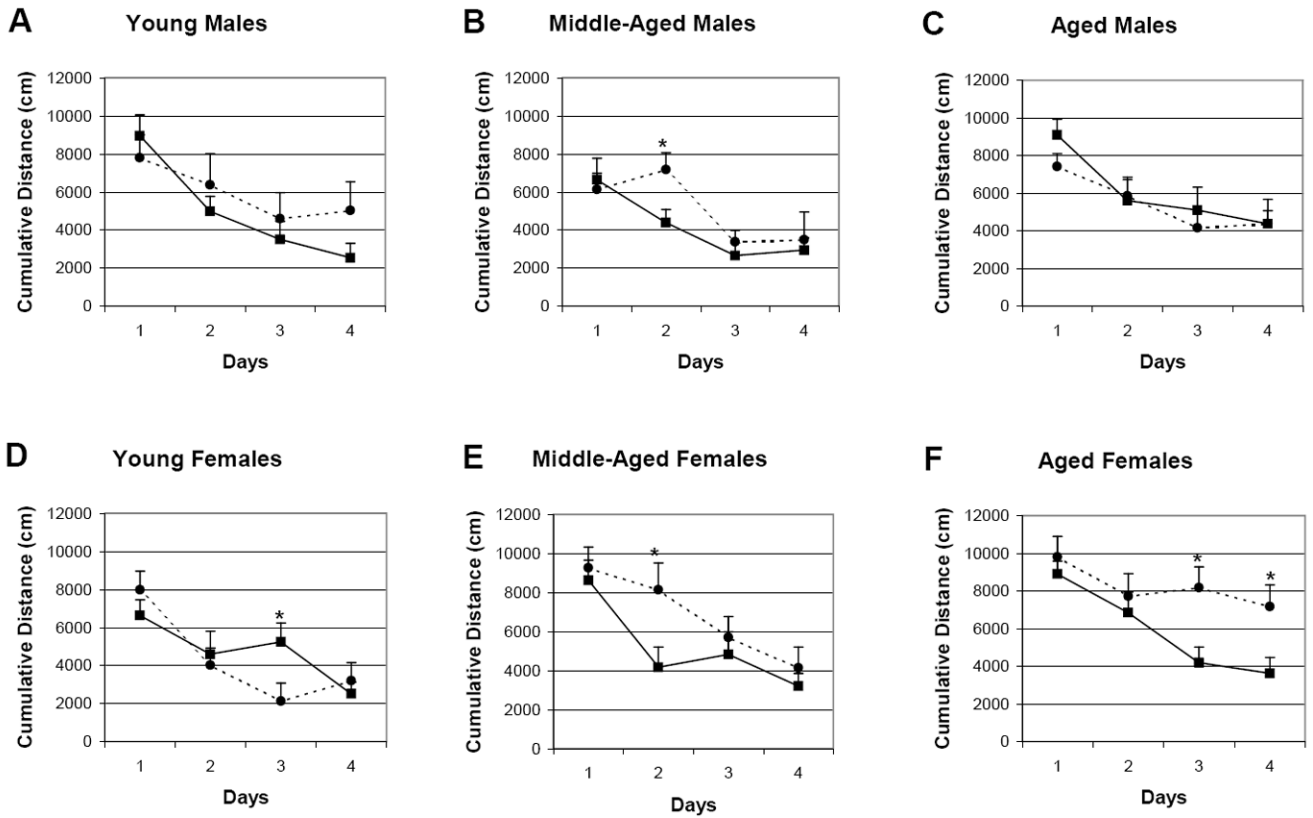 A Young Males
Cumulative Distance (cm)
12000
10000
8000
6000
4000
2000
0
*
1 2 3 4
Days
B Middle-Aged Males
Cumulative Distance (cm)
12000
10000
8000
6000
4000
2000
0
*
1 2 3 4
Days
C Aged Males
Cumulative Distance (cm)
12000
10000
8000
6000
4000
2000
0
1 2 3 4
Days
D Young Females
Cumulative Distance (cm)
12000
10000
8000
6000
4000
2000
0
*
1 2 3 4
Days
E Middle-Aged Females
Cumulative Distance (cm)
12000
10000
8000
6000
4000
2000
0
*
1 2 3 4
Days
F Aged Females
Cumulative Distance (cm)
12000
10000
8000
6000
4000
2000
0
* *
1 2 3 4
Days